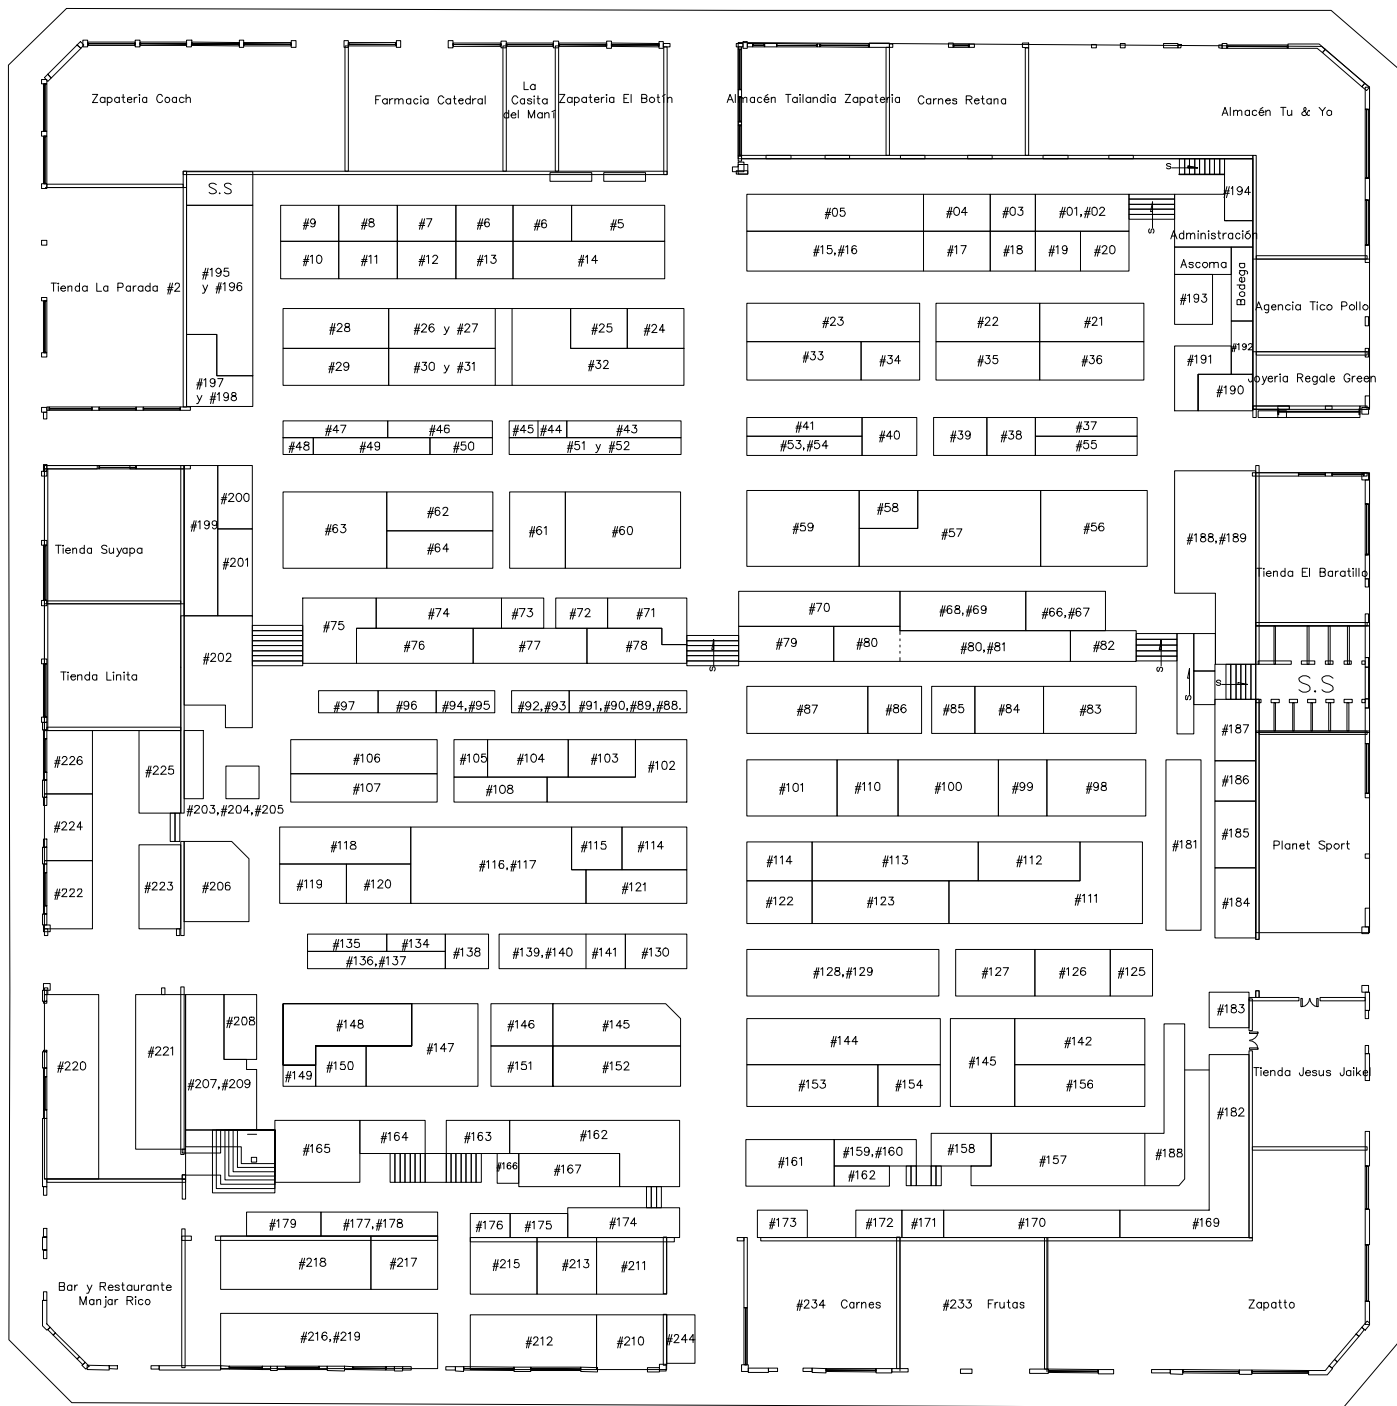 Zapateria Coach
Farmacia Catedral
La
Casita
del Maní
Zapateria El Botín
Almacén Tailandia Zapateria
Carnes Retana
Almacén Tu & Yo
S.S
S
#194
#9 #8 #7 #6 #6 #5
#10 #11 #12 #13 #14
#05 #04 #03 #01,#02
#15,#16 #17 #18 #19 #20
S
Administración
Ascoma
Bodega
#193
Agencia Tico Pollo
#195
y #196
Tienda La Parada #2
#28 #26 y #27 #25 #24
#29 #30 y #31 #32
#23 #22 #21
#33 #34 #35 #36
#192
#191
#190
Joyeria Regale Green
#197
y #198
#47 #46 #45 #44 #43
#48 #49 #50 #51 y #52
#41 #40 #39 #38 #37
#53,#54 #55
#200
#199
#201
Tienda Suyapa
#63 #62 #61 #60
#64
#59 #58 #57 #56
#188,#189
Tienda El Baratillo
#75 #74 #73 #72 #71
#76 #77 #78
S
#70 #68,#69 #66,#67
#79 #80 #80,#81 #82
S
S
S
S.S
#202
Tienda Linita
#97 #96 #94,#95 #92,#93 #91,#90,#89,#88.
#87 #86 #85 #84 #83
#187
#226
#225
#106 #105 #104 #103 #102
#107 #108
#101 #110 #100 #99 #98
#186
#203,#204,#205
#224
#118 #116,#117 #115 #114
#119 #120 #121
#114 #113 #112
#122 #123 #111
#181
#185
Planet Sport
#222
#223
#206
#184
#135 #134 #138 #139,#140 #141 #130
#136,#137
#128,#129 #127 #126 #125
#183
#208
#221
#220
#207,#209
#148 #147 #146 #145
#149 #150 #151 #152
#144 #145 #142
#153 #154 #156
Tienda Jesus Jaikel
#182
#165 #164 #163 #162
#166 #167
#161 #159,#160 #158 #157 #188
#162
#179 #177,#178 #176 #175 #174
#173 #172 #171 #170 #169
#218 #217 #215 #213 #211
Bar y Restaurante
Manjar Rico
#234 Carnes
#233 Frutas
Zapatto
#216,#219 #212 #210 #244